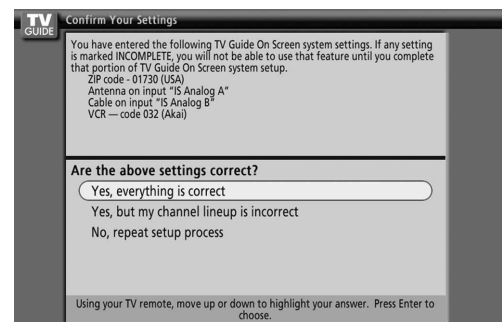 TV
GUIDE
Confirm Your Settings
You have entered the following TV Guide On Screen system settings. If any setting
is marked INCOMPLETE, you will not be able to use that feature until you complete
that portion of TV Guide On Screen system setup.
ZIP code - 01730 (USA)
Antenna on input "IS Analog A"
Cable on input "IS Analog B"
VCR — code 032 (Akai)
Are the above settings correct?
Yes, everything is correct
Yes, but my channel lineup is incorrect
No, repeat setup process
Using your TV remote, move up or down to highlight your answer. Press Enter to
choose.